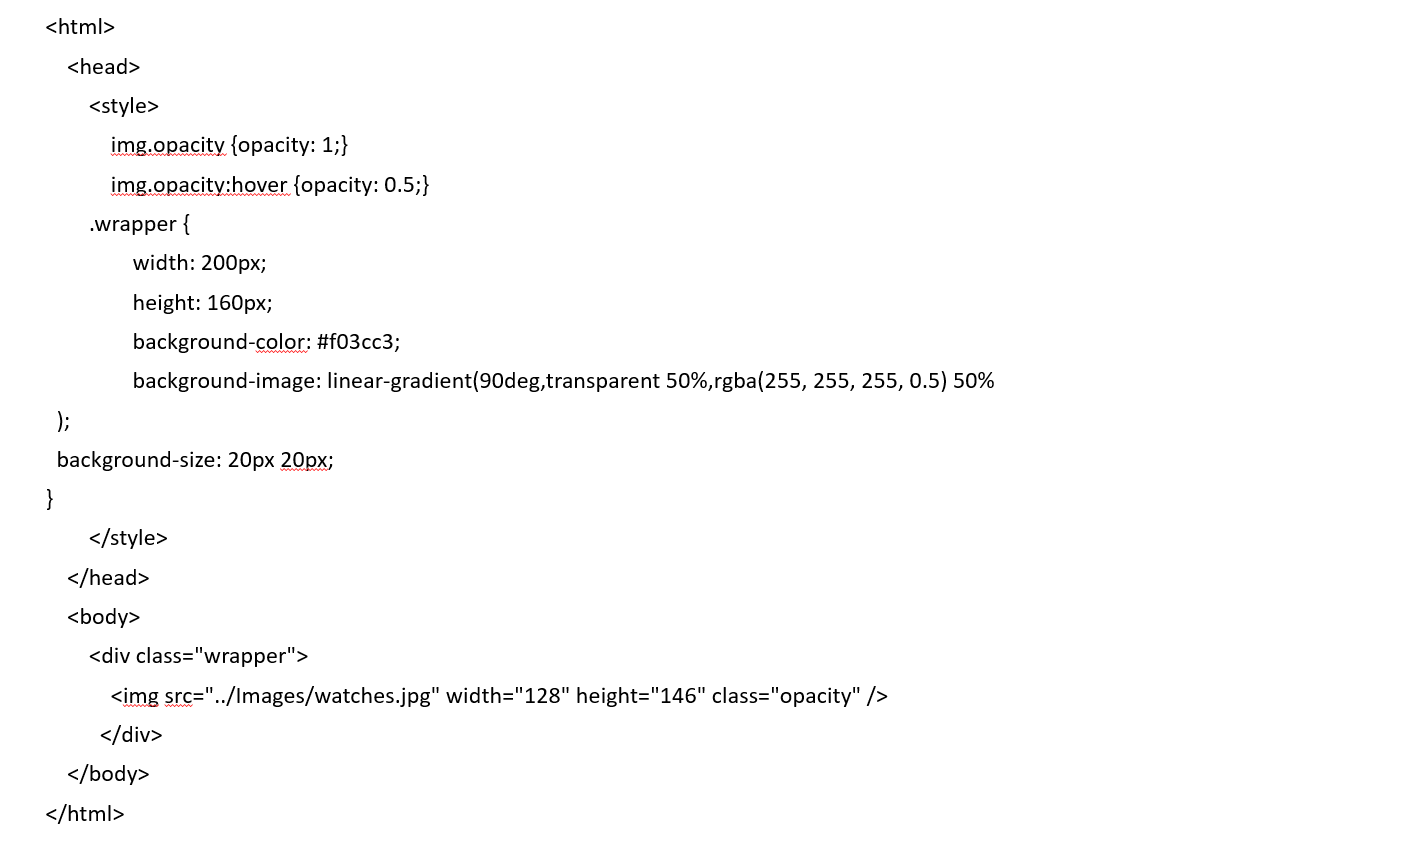 <html>
<head>
<style>
img.opacity {opacity: 1;}
img.opacity:hover {opacity: 0.5;}
.wrapper {
width: 200px;
height: 160px;
background-color: #f03cc3;
background-image: linear-gradient(90deg,transparent 50%,rgba(255, 255, 255, 0.5) 50%
);
background-size: 20px 20px;
}
</style>
</head>
<body>
<div class="wrapper">
<img src="../Images/watches.jpg" width="128" height="146" class="opacity" />
</div>
</body>
</html>